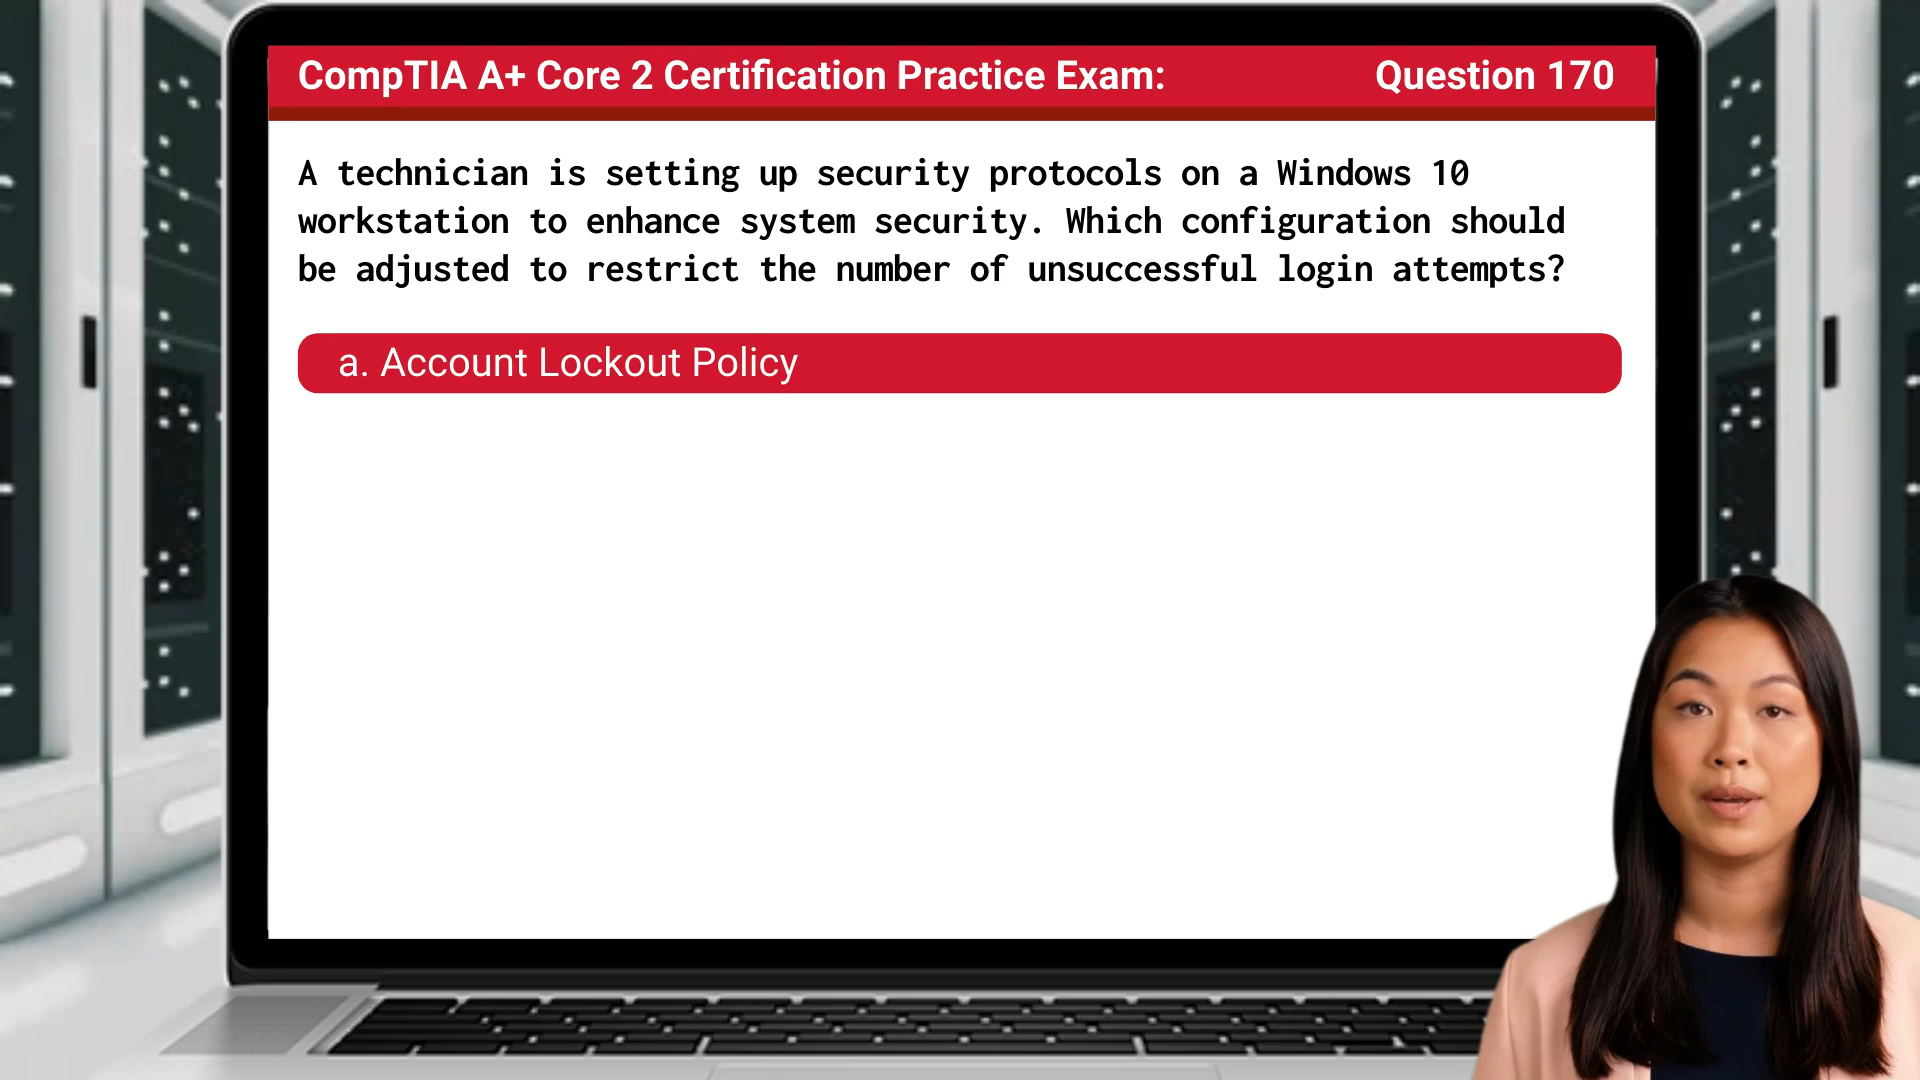 CompTIA A+ Core 2 Certification Practice Exam: Question 170
A technician is setting up security protocols on a Windows 10
workstation to enhance system security. Which configuration should
be adjusted to restrict the number of unsuccessful login attempts?
a. Account Lockout Policy